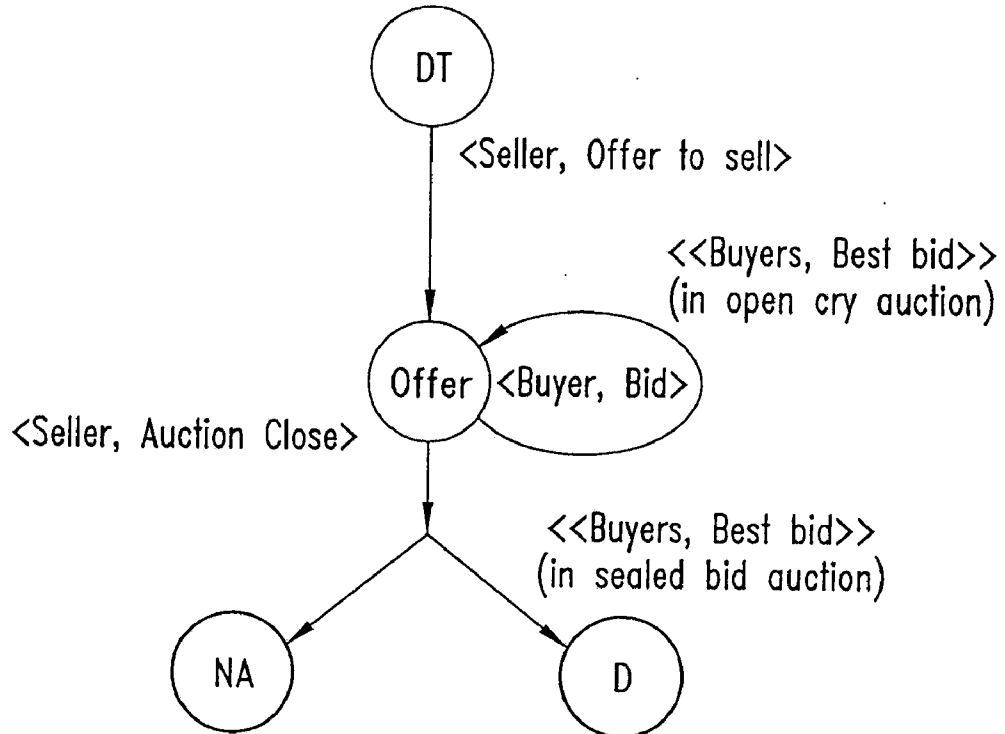 DT
<Seller, Offer to sell>
<<Buyers, Best bid>>
(in open cry auction)
Offer
<Buyer, Bid>
<Seller, Auction Close>
<<Buyers, Best bid>>
(in sealed bid auction)
NA
D